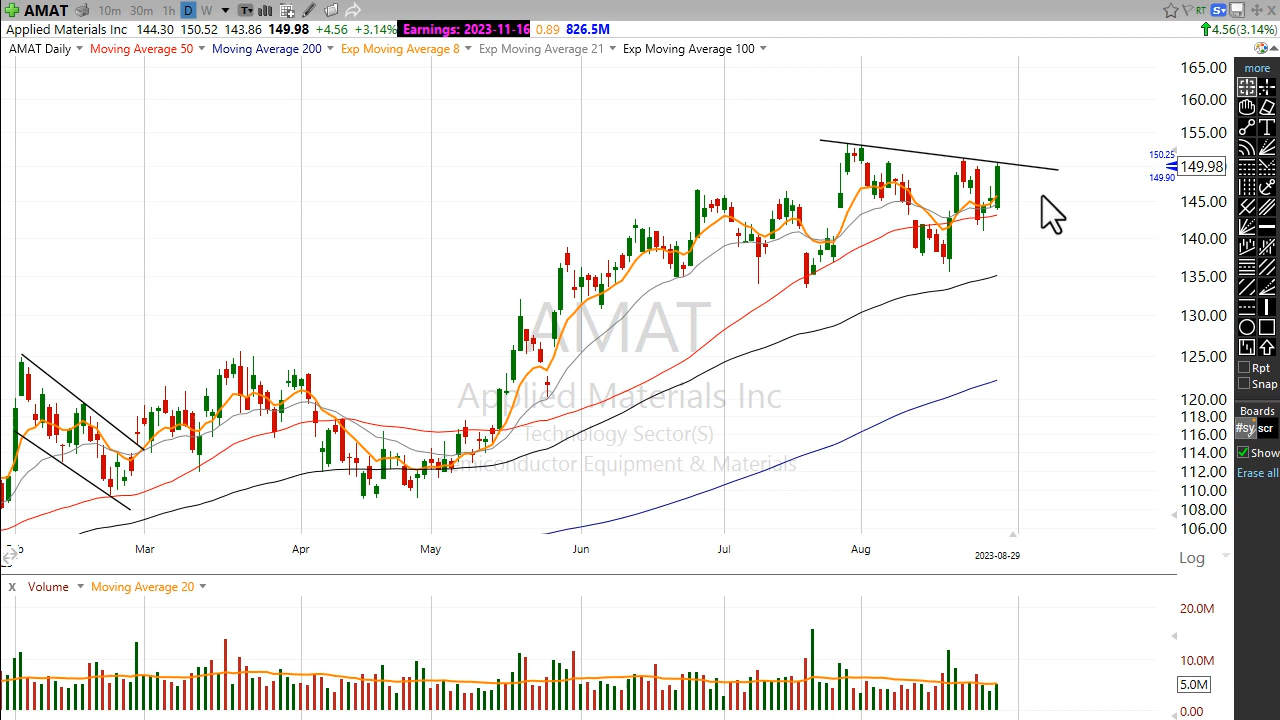 AMAT 10m 30m 1h D W T RT S
Applied Materials Inc 144.30 150.52 143.86 149.98 +4.56 +3.14% Earnings: 2023-11-16 0.89 826.5M 4.56(3.14%)
AMAT Daily Moving Average 50 Moving Average 200 Exp Moving Average 8 Exp Moving Average 21 Exp Moving Average 100
more
165.00
160.00
155.00
150.25
149.98
149.90
145.00
140.00
135.00
130.00
125.00
120.00
118.00
116.00
114.00
112.00
110.00
108.00
106.00
AMAT
Applied Materials Inc
Technology Sector(S)
Semiconductor Equipment & Materials
T
Rpt
Snap
Boards
#sy scr
Show
Erase all
Mar Apr May Jun Jul Aug
2023-08-29
Log
X Volume Moving Average 20
20.0M
10.0M
5.0M
0.00